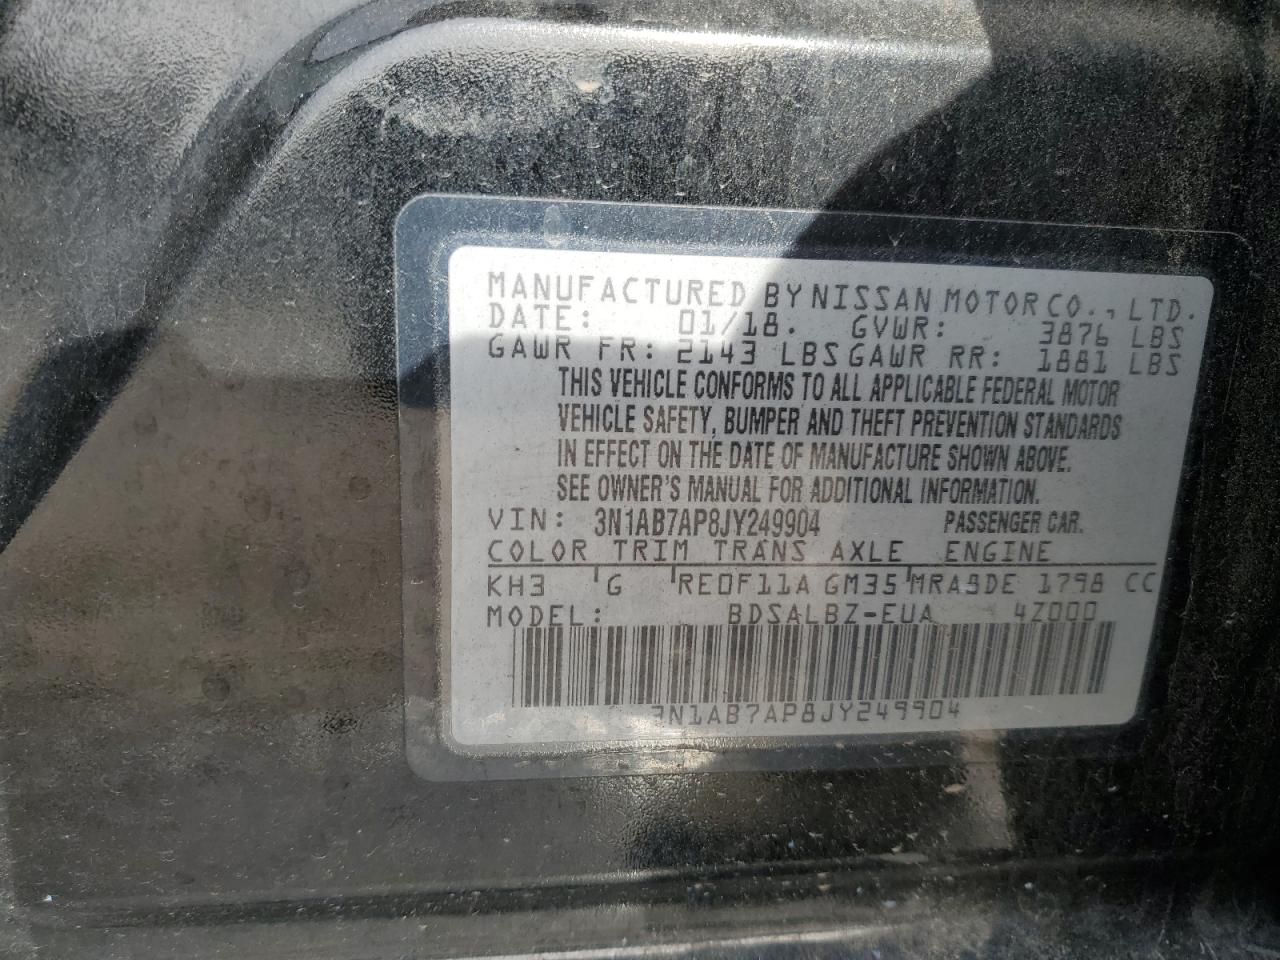 MANUFACTURED BY NISSAN MOTOR CO., LTD.
DATE: 01/18. GVWR: 3876 LBS
GAWR FR: 2143 LBS GAWR RR: 1881 LBS
THIS VEHICLE CONFORMS TO ALL APPLICABLE FEDERAL MOTOR
VEHICLE SAFETY, BUMPER AND THEFT PREVENTION STANDARDS
IN EFFECT ON THE DATE OF MANUFACTURE SHOWN ABOVE.
SEE OWNER'S MANUAL FOR ADDITIONAL INFORMATION.
VIN: 3N1AB7AP8JY249904 PASSENGER CAR.
COLOR TRIM TRANS AXLE ENGINE
KH3 G RE0F11A GM35 MRA8DE 1798 CC
MODEL: BDSALBZ-EUA 4Z000
3N1AB7AP8JY249904